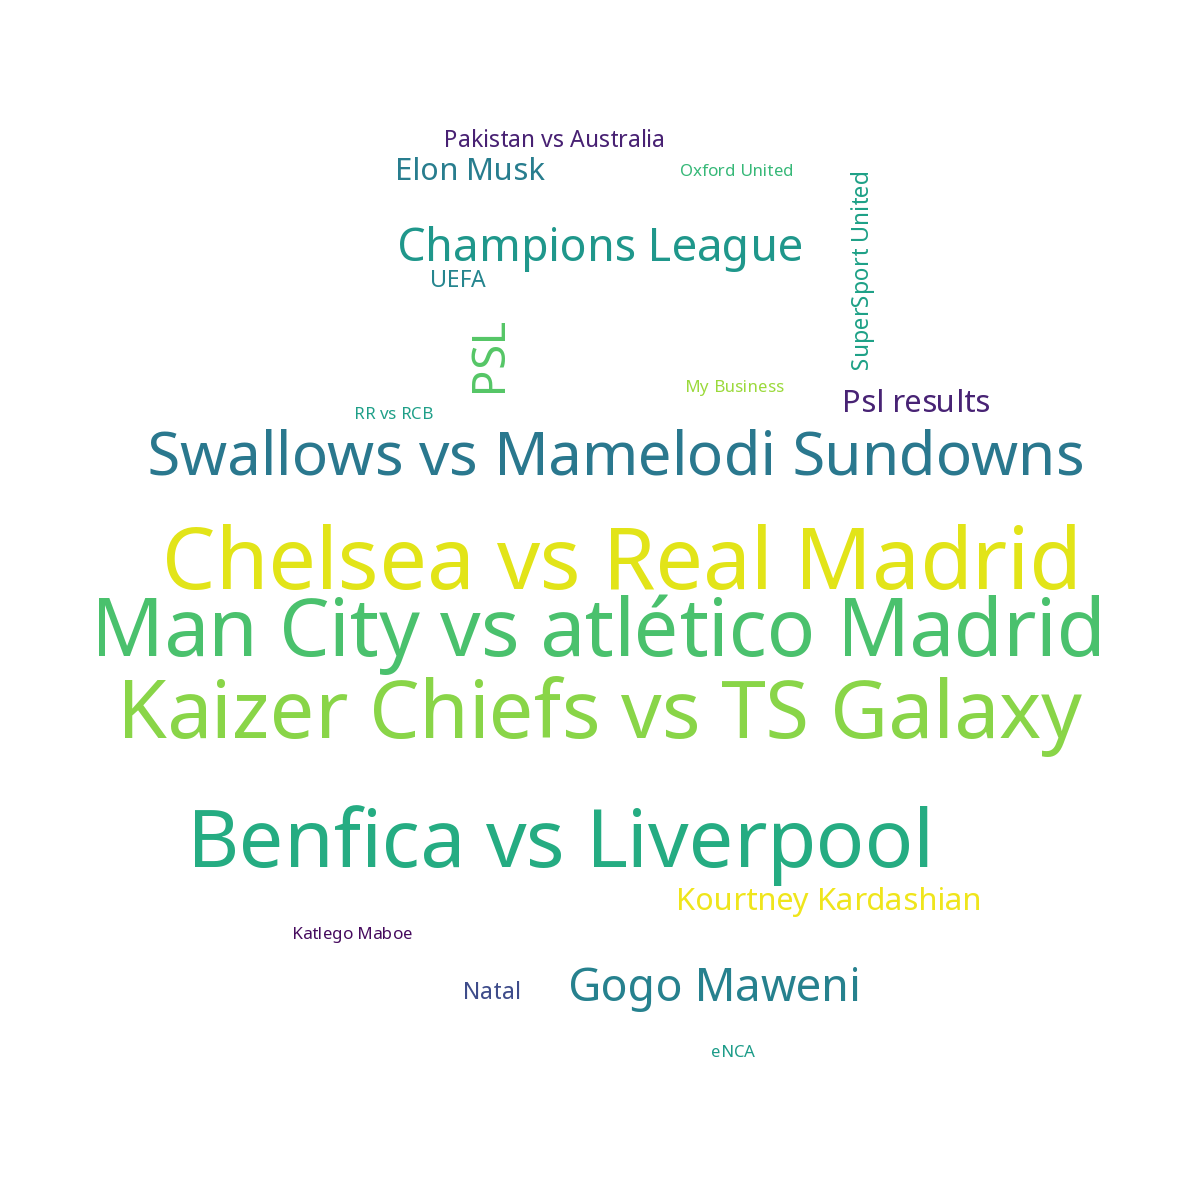 Pakistan vs Australia
Elon Musk
Oxford United
SuperSport United
Champions League
UEFA
PSL
My Business
Psl results
RR vs RCB
Swallows vs Mamelodi Sundowns
Chelsea vs Real Madrid
Man City vs atlético Madrid
Kaizer Chiefs vs TS Galaxy
Benfica vs Liverpool
Kourtney Kardashian
Katlego Maboe
Gogo Maweni
Natal
eNCA